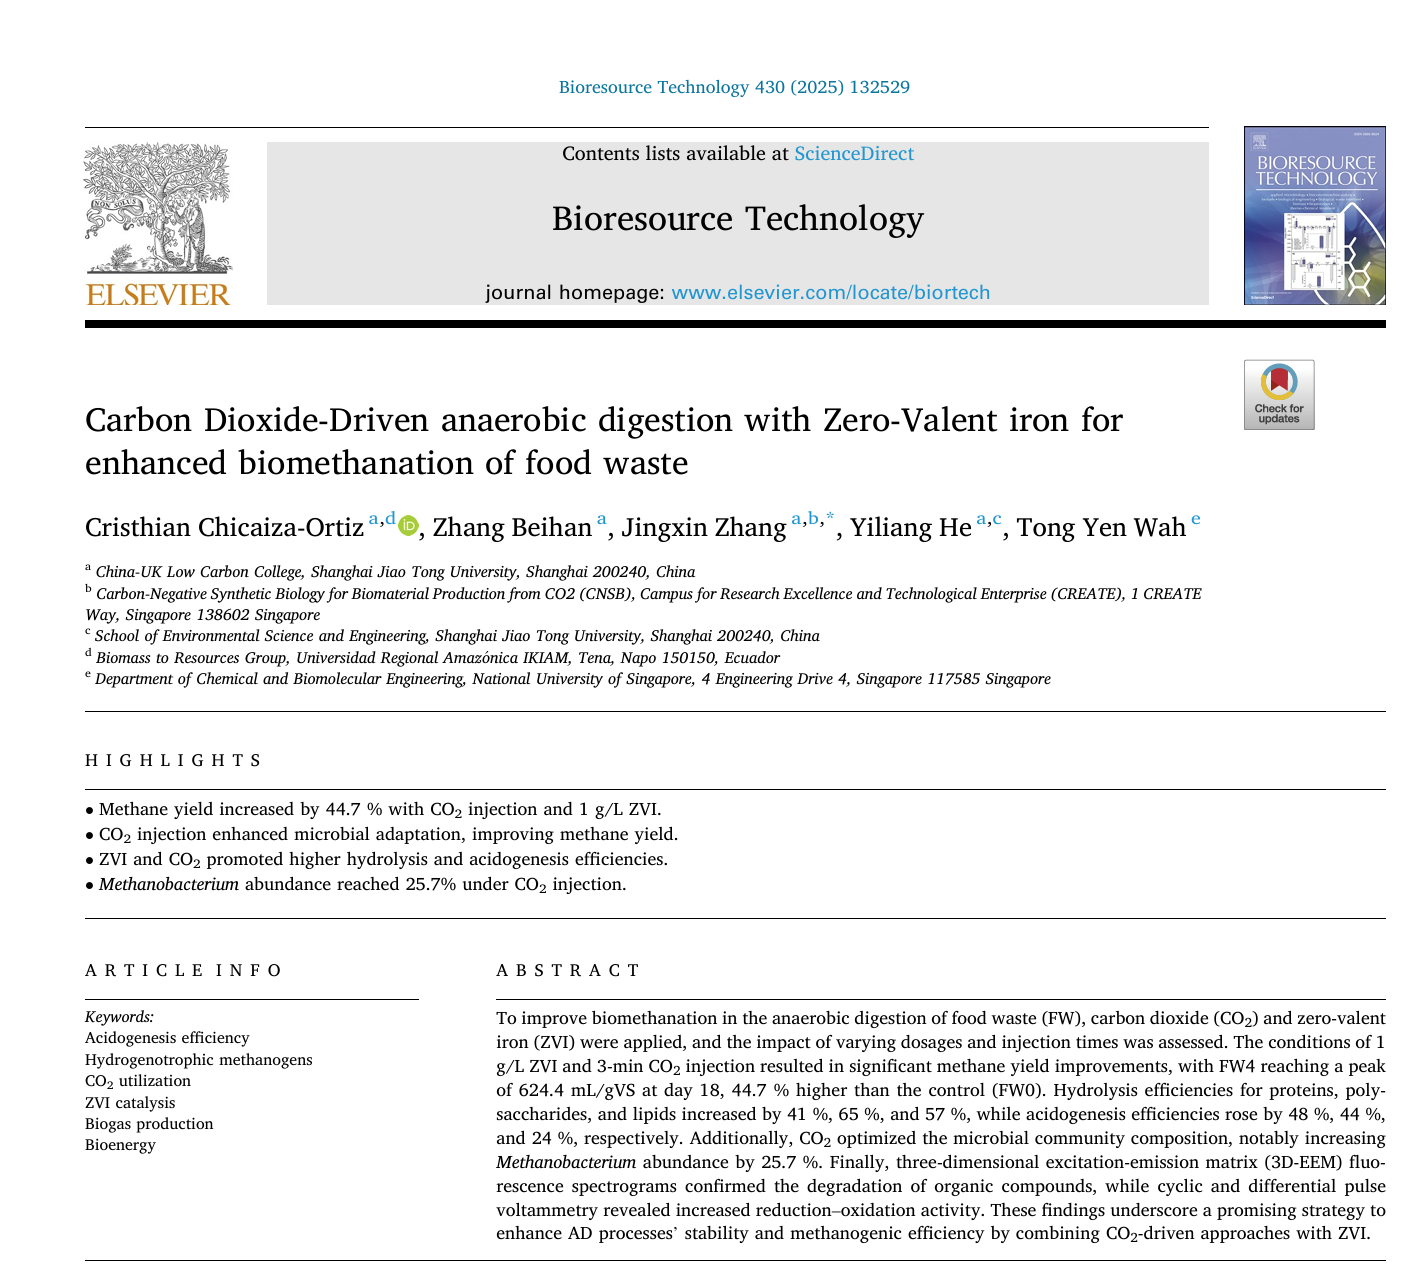 Bioresource Technology 430 (2025) 132529
Contents lists available at ScienceDirect
Bioresource Technology
journal homepage: www.elsevier.com/locate/biortech
NON SOLUS
ELSEVIER
BIORESOURCE
TECHNOLOGY
ScienceDirect
Check for
updates
Carbon Dioxide-Driven anaerobic digestion with Zero-Valent iron for
enhanced biomethanation of food waste
Cristhian Chicaiza-Ortiz a,d iD, Zhang Beihan a, Jingxin Zhang a,b,*, Yiliang He a,c, Tong Yen Wah e
a China-UK Low Carbon College, Shanghai Jiao Tong University, Shanghai 200240, China
b Carbon-Negative Synthetic Biology for Biomaterial Production from CO2 (CNSB), Campus for Research Excellence and Technological Enterprise (CREATE), 1 CREATE
Way, Singapore 138602 Singapore
c School of Environmental Science and Engineering, Shanghai Jiao Tong University, Shanghai 200240, China
d Biomass to Resources Group, Universidad Regional Amazónica IKIAM, Tena, Napo 150150, Ecuador
e Department of Chemical and Biomolecular Engineering, National University of Singapore, 4 Engineering Drive 4, Singapore 117585 Singapore
HIGHLIGHTS
• Methane yield increased by 44.7 % with CO2 injection and 1 g/L ZVI.
• CO2 injection enhanced microbial adaptation, improving methane yield.
• ZVI and CO2 promoted higher hydrolysis and acidogenesis efficiencies.
• Methanobacterium abundance reached 25.7% under CO2 injection.
ARTICLE INFO
Keywords:
Acidogenesis efficiency
Hydrogenotrophic methanogens
CO2 utilization
ZVI catalysis
Biogas production
Bioenergy
ABSTRACT
To improve biomethanation in the anaerobic digestion of food waste (FW), carbon dioxide (CO2) and zero-valent
iron (ZVI) were applied, and the impact of varying dosages and injection times was assessed. The conditions of 1
g/L ZVI and 3-min CO2 injection resulted in significant methane yield improvements, with FW4 reaching a peak
of 624.4 mL/gVS at day 18, 44.7 % higher than the control (FW0). Hydrolysis efficiencies for proteins, poly-
saccharides, and lipids increased by 41 %, 65 %, and 57 %, while acidogenesis efficiencies rose by 48 %, 44 %,
and 24 %, respectively. Additionally, CO2 optimized the microbial community composition, notably increasing
Methanobacterium abundance by 25.7 %. Finally, three-dimensional excitation-emission matrix (3D-EEM) fluo-
rescence spectrograms confirmed the degradation of organic compounds, while cyclic and differential pulse
voltammetry revealed increased reduction–oxidation activity. These findings underscore a promising strategy to
enhance AD processes' stability and methanogenic efficiency by combining CO2-driven approaches with ZVI.